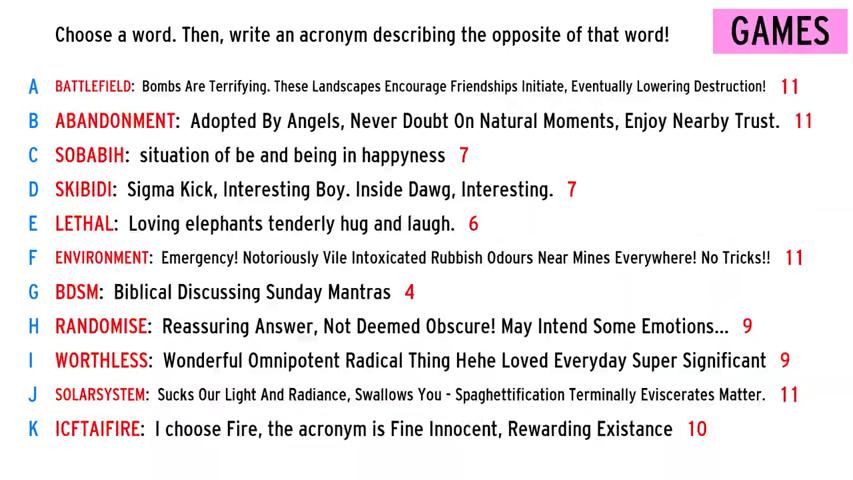 Choose a word. Then, write an acronym describing the opposite of that word!
GAMES
A BATTLEFIELD: Bombs Are Terrifying. These Landscapes Encourage Friendships Initiate, Eventually Lowering Destruction! 11
B ABANDONMENT: Adopted By Angels, Never Doubt On Natural Moments, Enjoy Nearby Trust. 11
C SOBABIH: situation of be and being in happyness 7
D SKIBIDI: Sigma Kick, Interesting Boy. Inside Dawg, Interesting. 7
E LETHAL: Loving elephants tenderly hug and laugh. 6
F ENVIRONMENT: Emergency! Notoriously Vile Intoxicated Rubbish Odours Near Mines Everywhere! No Tricks!! 11
G BDSM: Biblical Discussing Sunday Mantras 4
H RANDOMISE: Reassuring Answer, Not Deemed Obscure! May Intend Some Emotions... 9
I WORTHLESS: Wonderful Omnipotent Radical Thing Hehe Loved Everyday Super Significant 9
J SOLARSYSTEM: Sucks Our Light And Radiance, Swallows You - Spaghettification Terminally Eviscerates Matter. 11
K ICFTAIFIRE: I choose Fire, the acronym is Fine Innocent, Rewarding Existance 10